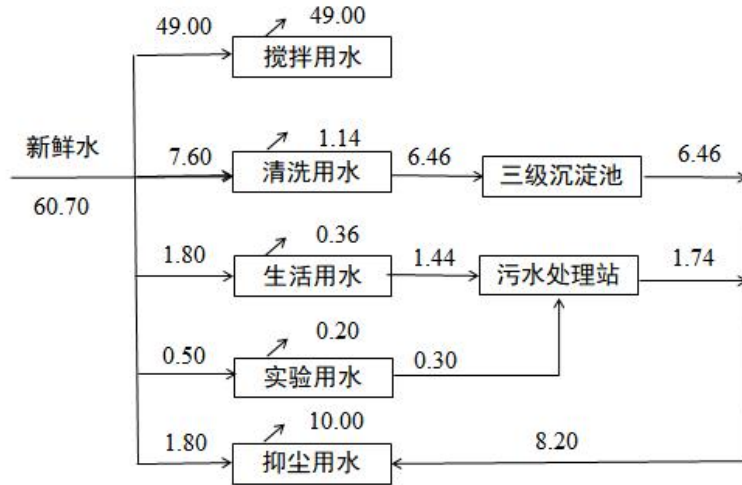 49.00
49.00
搅拌用水
新鲜水
60.70
7.60
1.14
清洗用水
6.46
三级沉淀池
6.46
1.80
0.36
生活用水
1.44
污水处理站
1.74
0.50
0.20
实验用水
0.30
1.80
10.00
抑尘用水
8.20